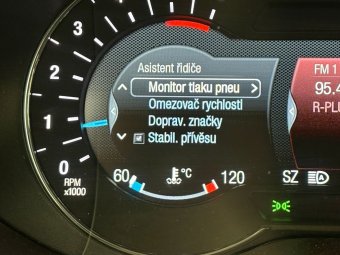 3
2
1
0
RPM
x1000
Asistent řidiče
Monitor tlaku pneu
Omezovač rychlosti
Doprav. značky
Stabil. přívěsu
60 °C 120
FM 1
95.4
R-PL
SZ